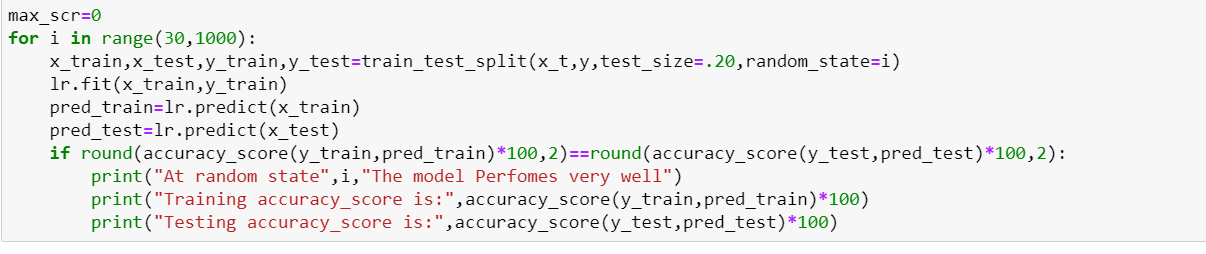 max_scr=0
for i in range(30,1000):
    x_train,x_test,y_train,y_test=train_test_split(x_t,y,test_size=.20,random_state=i)
    lr.fit(x_train,y_train)
    pred_train=lr.predict(x_train)
    pred_test=lr.predict(x_test)
    if round(accuracy_score(y_train,pred_train)*100,2)==round(accuracy_score(y_test,pred_test)*100,2):
        print("At random state",i,"The model Perfomes very well")
        print("Training accuracy_score is:",accuracy_score(y_train,pred_train)*100)
        print("Testing accuracy_score is:",accuracy_score(y_test,pred_test)*100)